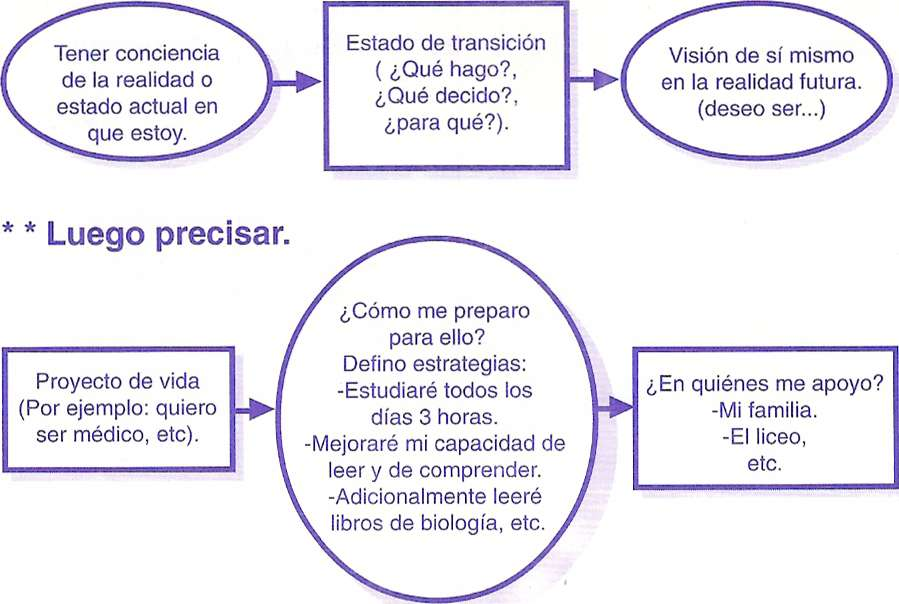 Tener conciencia
de la realidad o
estado actual en
que estoy.
Estado de transición
( ¿Qué hago?,
¿Qué decido?,
¿para qué?).
Visión de sí mismo
en la realidad futura.
(deseo ser...)
* * Luego precisar.
Proyecto de vida
(Por ejemplo: quiero
ser médico, etc).
¿Cómo me preparo
para ello?
Defino estrategias:
-Estudiaré todos los
días 3 horas.
-Mejoraré mi capacidad de
leer y de comprender.
-Adicionalmente leeré
libros de biología, etc.
¿En quiénes me apoyo?
-Mi familia.
-El liceo,
etc.